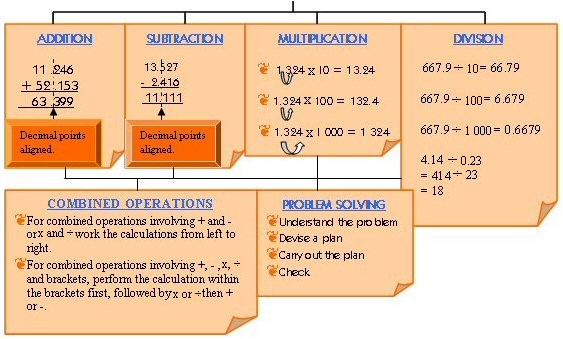 ADDITION
11 .246
+ 52 .153
63 .399
Decimal points
aligned.
SUBTRACTION
13.527
- 2.416
11.111
Decimal points
aligned.
MULTIPLICATION
1.324 x 10 = 13.24
1.324 x 100 = 132.4
1.324 x 1 000 = 1 324
DIVISION
667.9 ÷ 10 = 66.79
667.9 ÷ 100 = 6.679
667.9 ÷ 1 000 = 0.6679
4.14 ÷ 0.23
= 414 ÷ 23
= 18
COMBINED OPERATIONS
For combined operations involving + and -
or x and ÷ work the calculations from left to
right.
For combined operations involving +, - , x, ÷
and brackets, perform the calculation within
the brackets first, followed by x or ÷ then +
or -.
PROBLEM SOLVING
Understand the problem
Devise a plan
Carry out the plan
Check